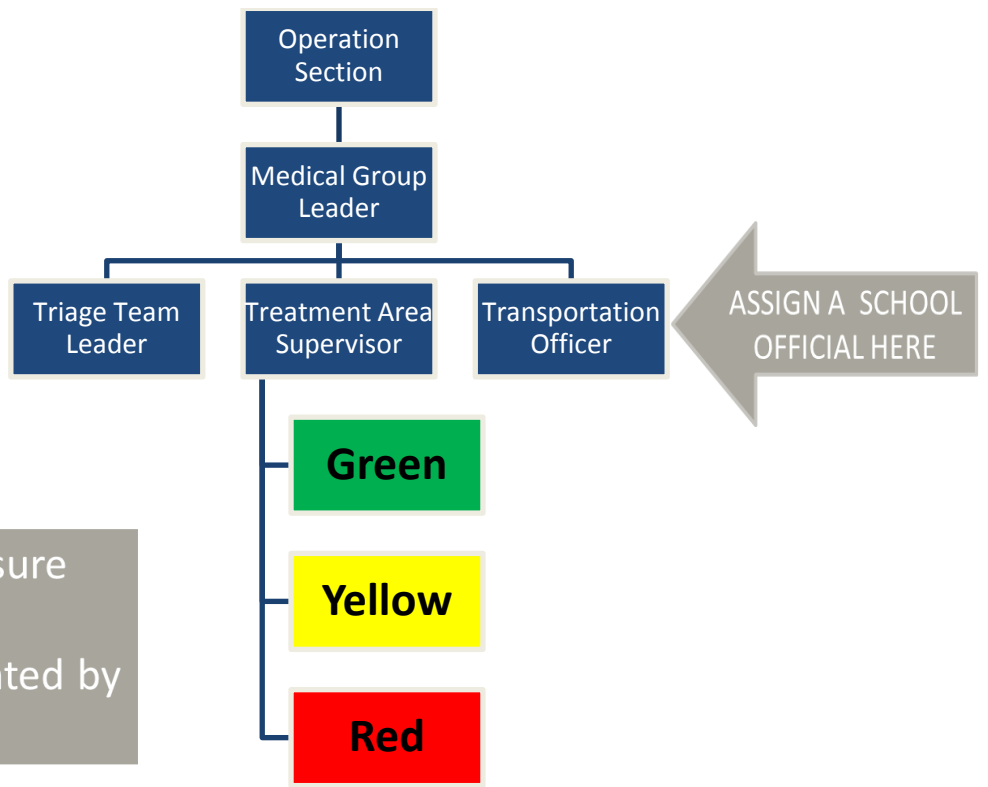 Operation
Section
Medical Group
Leader
Triage Team
Leader
Treatment Area
Supervisor
Transportation
Officer
ASSIGN A SCHOOL
OFFICIAL HERE
Green
Yellow
Red
by